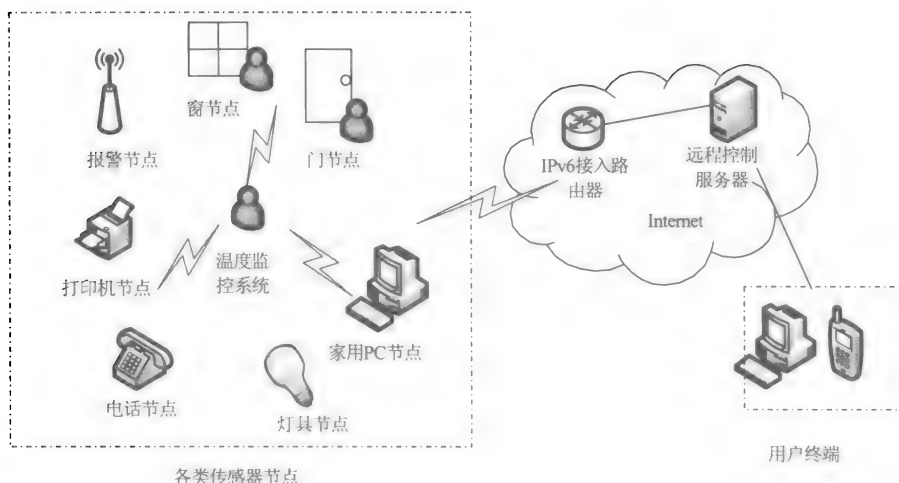 窗节点
报警节点
门节点
IPv6接入路
由器
远程控制
服务器
Internet
温度监
控系统
打印机节点
家用PC节点
电话节点
灯具节点
用户终端
各类传感器节点